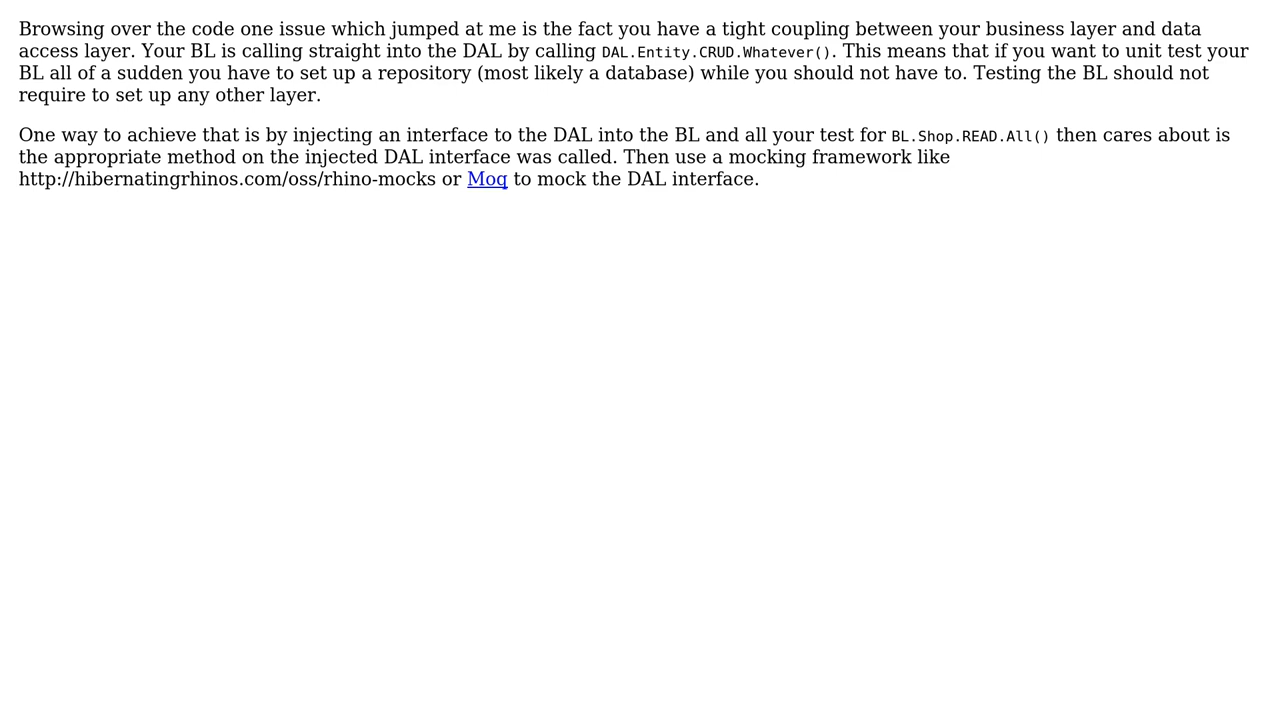 Browsing over the code one issue which jumped at me is the fact you have a tight coupling between your business layer and data
access layer. Your BL is calling straight into the DAL by calling DAL.Entity.CRUD.Whatever(). This means that if you want to unit test your
BL all of a sudden you have to set up a repository (most likely a database) while you should not have to. Testing the BL should not
require to set up any other layer.
One way to achieve that is by injecting an interface to the DAL into the BL and all your test for BL.Shop.READ.All() then cares about is
the appropriate method on the injected DAL interface was called. Then use a mocking framework like
http://hibernatingrhinos.com/oss/rhino-mocks or Moq to mock the DAL interface.